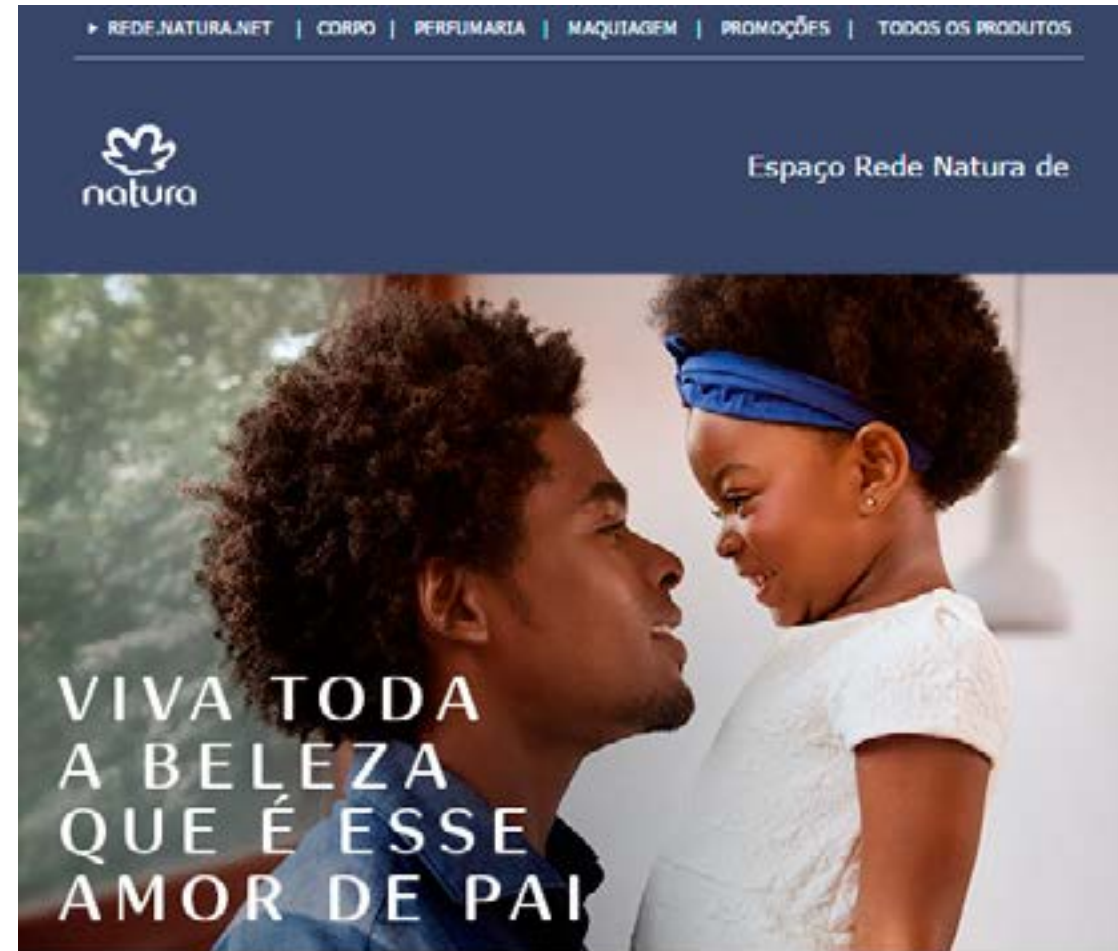 ▸ REDE.NATURA.NET | CORPO | PERFUMARIA | MAQUIAGEM | PROMOÇÕES | TODOS OS PRODUTOS
natura
Espaço Rede Natura de
VIVA TODA
A BELEZA
QUE É ESSE
AMOR DE PAI